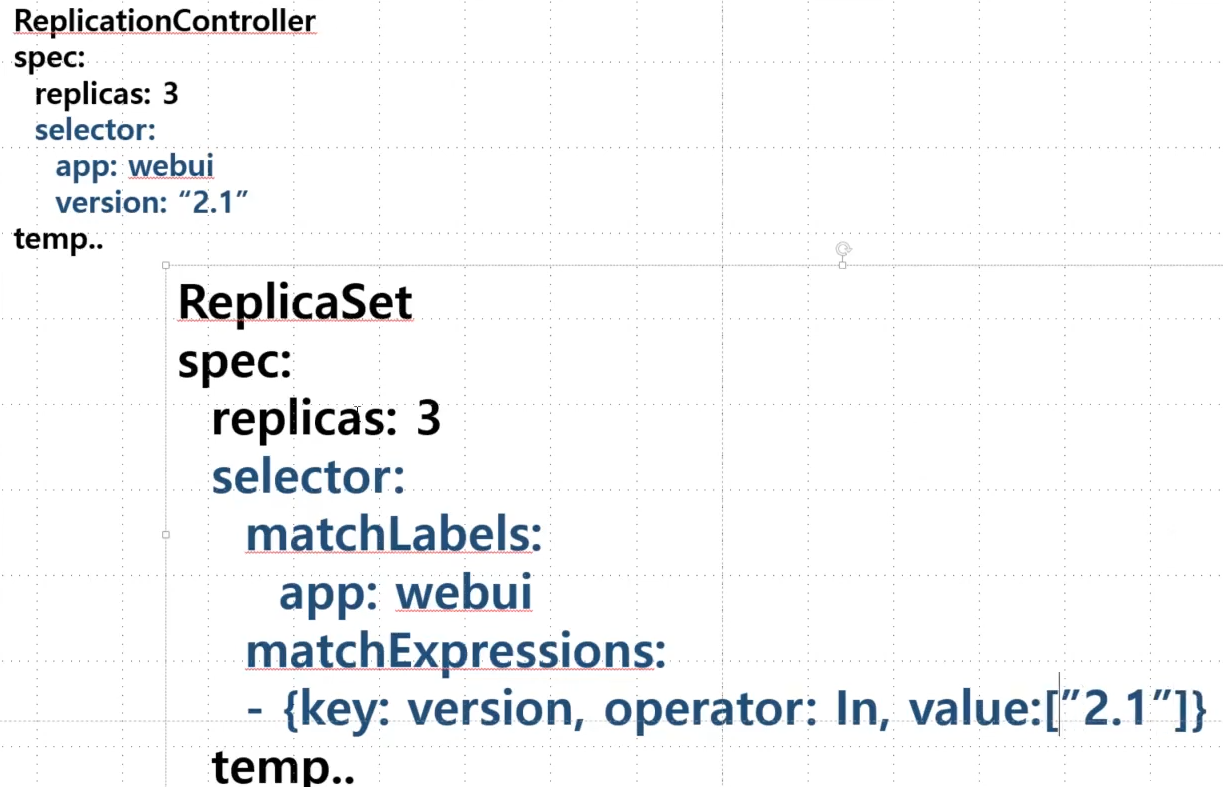 ReplicationController
spec:
replicas: 3
selector:
app: webui
version: “2.1”
temp..
ReplicaSet
spec:
replicas: 3
selector:
matchLabels:
app: webui
matchExpressions:
- {key: version, operator: In, value:[”2.1”]}
temp..